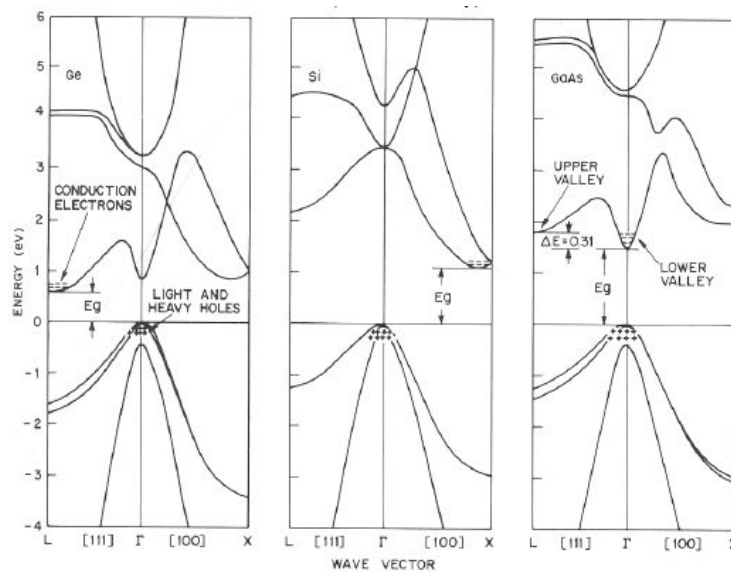 6
5
4
3
2
1
0
-1
-2
-3
-4
ENERGY (eV)
Ge
CONDUCTION
ELECTRONS
Eg
LIGHT AND
HEAVY HOLES
L [111] Γ [100] X
Si
Eg
L [111] Γ [100] X
GaAs
UPPER
VALLEY
ΔE=0.31
LOWER
VALLEY
Eg
L [111] Γ [100] X
WAVE VECTOR